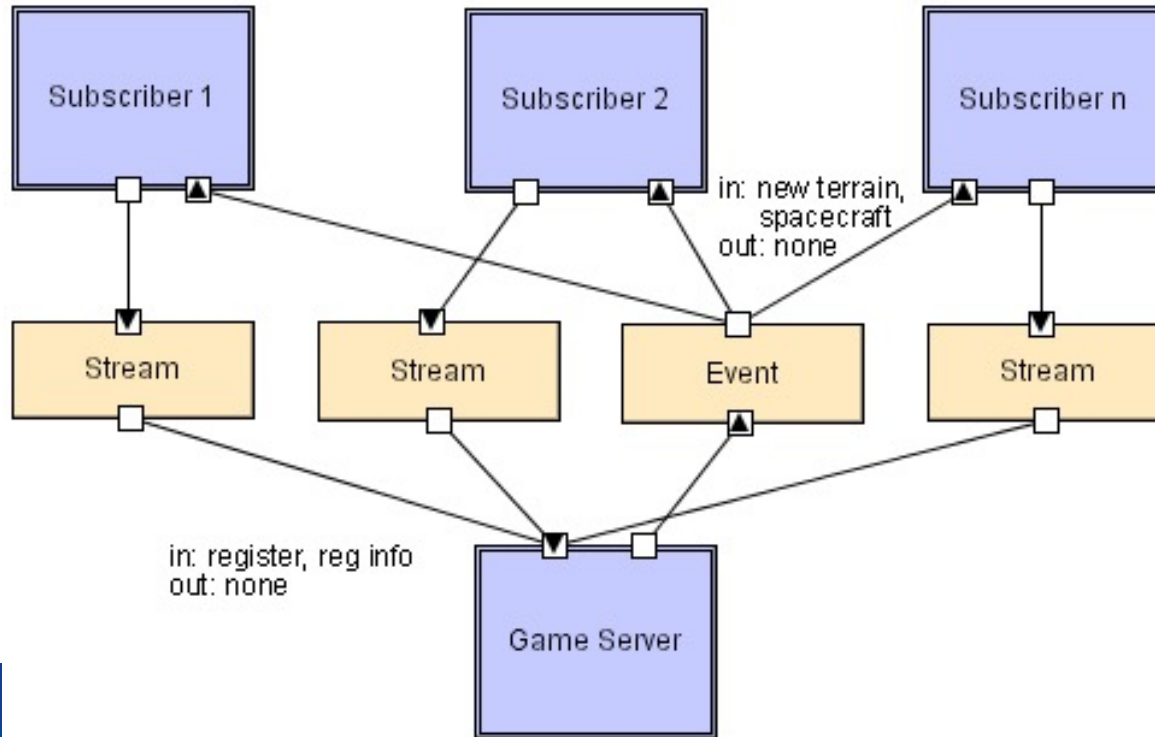 Subscriber 1
Subscriber 2
Subscriber n
in: new terrain,
spacecraft
out: none
Stream
Stream
Event
Stream
in: register, reg info
out: none
Game Server